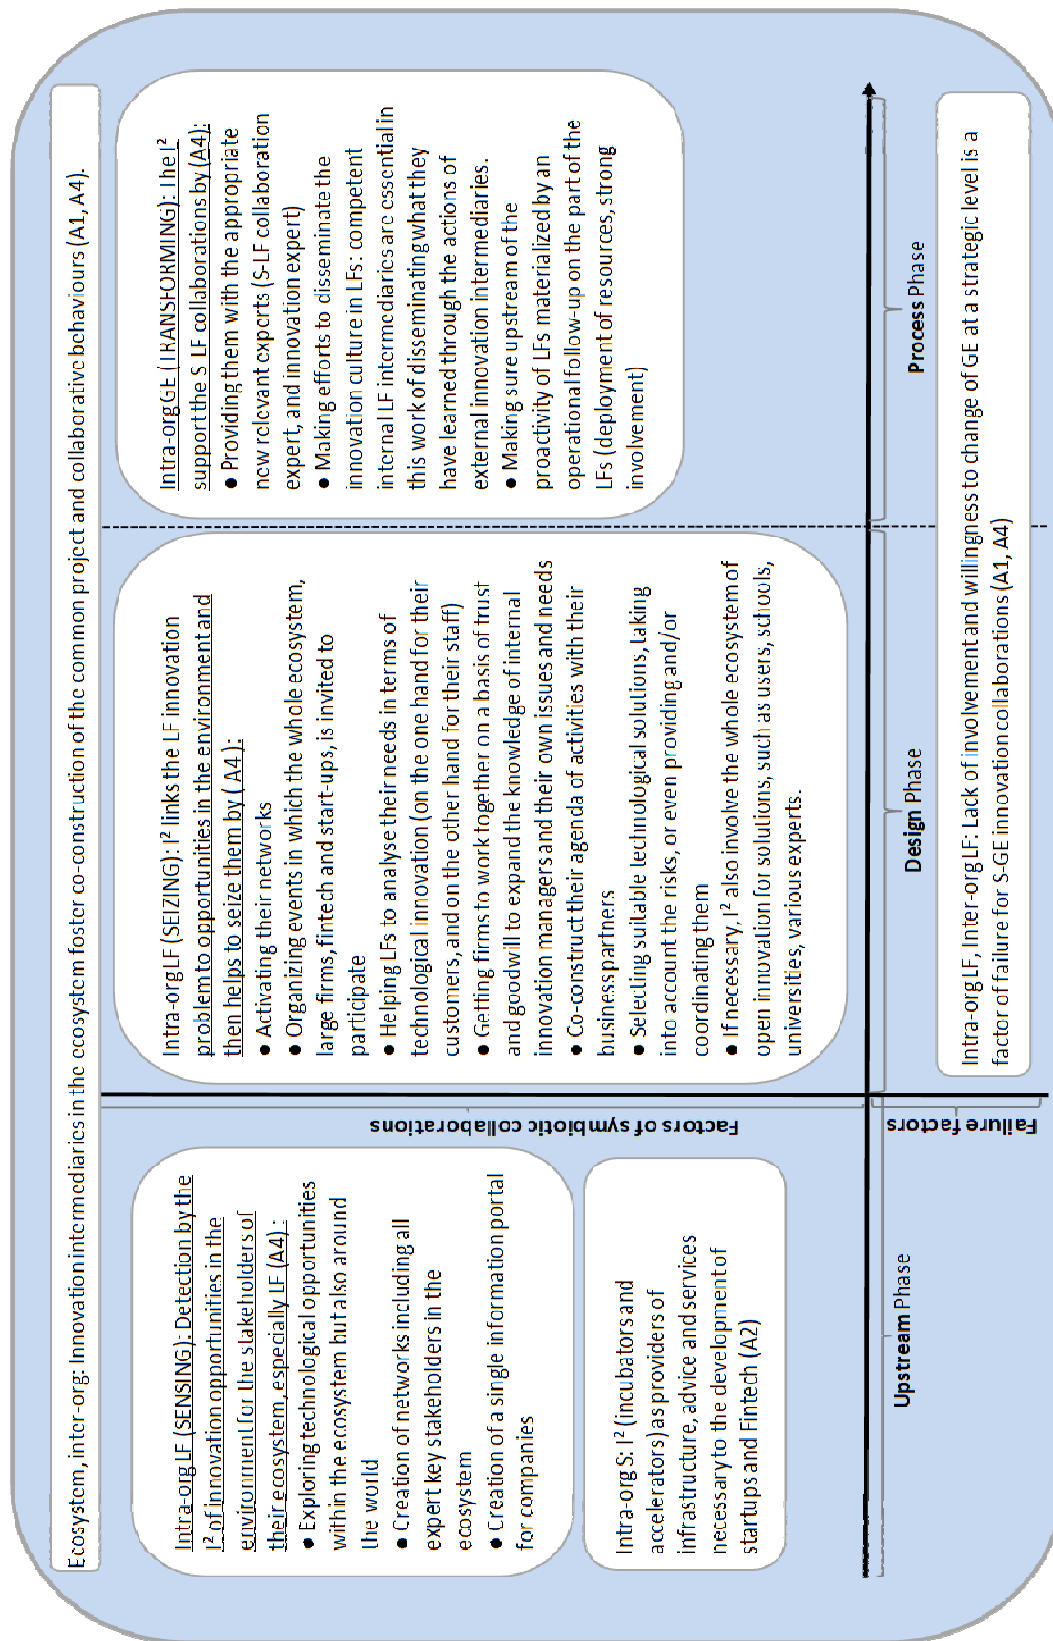 Ecosystem, inter-org: Innovation intermediaries in the ecosystem foster co-construction of the common project and collaborative behaviours (A1, A4).
Intra-org LF (SENSING): Detection by the
I² of innovation opportunities in the
environment for the stakeholders of
their ecosystem, especially LF (A4) :
● Exploring technological opportunities
within the ecosystem but also around
the world
● Creation of networks including all
expert key stakeholders in the
ecosystem
● Creation of a single information portal
for companies
Intra-org S: I² (incubators and
accelerators) as providers of
infrastructure, advice and services
necessary to the development of
startups and Fintech (A2)
Factors of symbiotic collaborations
Intra-org LF (SEIZING): I² links the LF innovation
problem to opportunities in the environment and
then helps to seize them by ( A4) :
● Activating their networks
● Organizing events in which the whole ecosystem,
large firms, fintech and start-ups, is invited to
participate
● Helping LFs to analyse their needs in terms of
technological innovation (on the one hand for their
customers, and on the other hand for their staff)
● Getting firms to work together on a basis of trust
and goodwill to expand the knowledge of internal
innovation managers and their own issues and needs
● Co-construct their agenda of activities with their
business partners
● Selecting suitable technological solutions, taking
into account the risks, or even providing and/or
coordinating them
● If necessary, I² also involve the whole ecosystem of
open innovation for solutions, such as users, schools,
universities, various experts.
Intra-org GE (TRANSFORMING): The I²
support the S LF collaborations by (A4):
● Providing them with the appropriate
new relevant experts (S-LF collaboration
expert, and innovation expert)
● Making efforts to disseminate the
innovation culture in LFs: competent
internal LF intermediaries are essential in
this work of disseminating what they
have learned through the actions of
external innovation intermediaries.
● Making sure upstream of the
proactivity of LFs materialized by an
operational follow-up on the part of the
LFs (deployment of resources, strong
involvement)
Upstream Phase
Design Phase
Process Phase
Failure factors
Intra-org LF, Inter-org LF: Lack of involvement and willingness to change of GE at a strategic level is a
factor of failure for S-GE innovation collaborations (A1, A4)